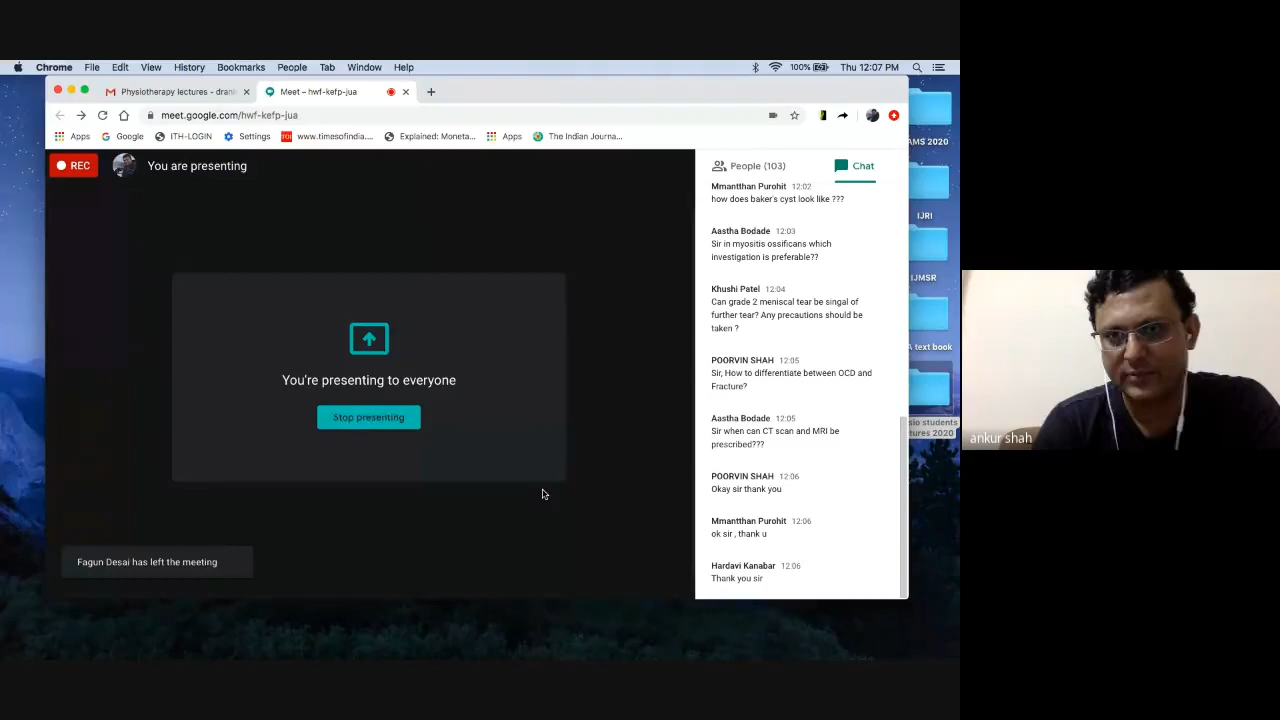 Chrome File Edit View History Bookmarks People Tab Window Help 100% Thu 12:07 PM
Physiotherapy lectures - drank
Meet – hwf-kefp-jua
meet.google.com/hwf-kefp-jua
Apps Google ITH-LOGIN Settings TOI www.timesofindia.... Explained: Moneta... Apps The Indian Journa...
REC
You are presenting
People (103) Chat
Mmantthan Purohit 12:02
how does baker's cyst look like ???
Aastha Bodade 12:03
Sir in myositis ossificans which
investigation is preferable??
Khushi Patel 12:04
Can grade 2 meniscal tear be singal of
further tear? Any precautions should be
taken ?
POORVIN SHAH 12:05
Sir, How to differentiate between OCD and
Fracture?
Aastha Bodade 12:05
Sir when can CT scan and MRI be
prescribed???
POORVIN SHAH 12:06
Okay sir thank you
Mmantthan Purohit 12:06
ok sir , thank u
Hardavi Kanabar 12:06
Thank you sir
You're presenting to everyone
Stop presenting
Fagun Desai has left the meeting
AMS 2020
IJRI
IJMSR
A text book
sio students
tures 2020
ankur shah